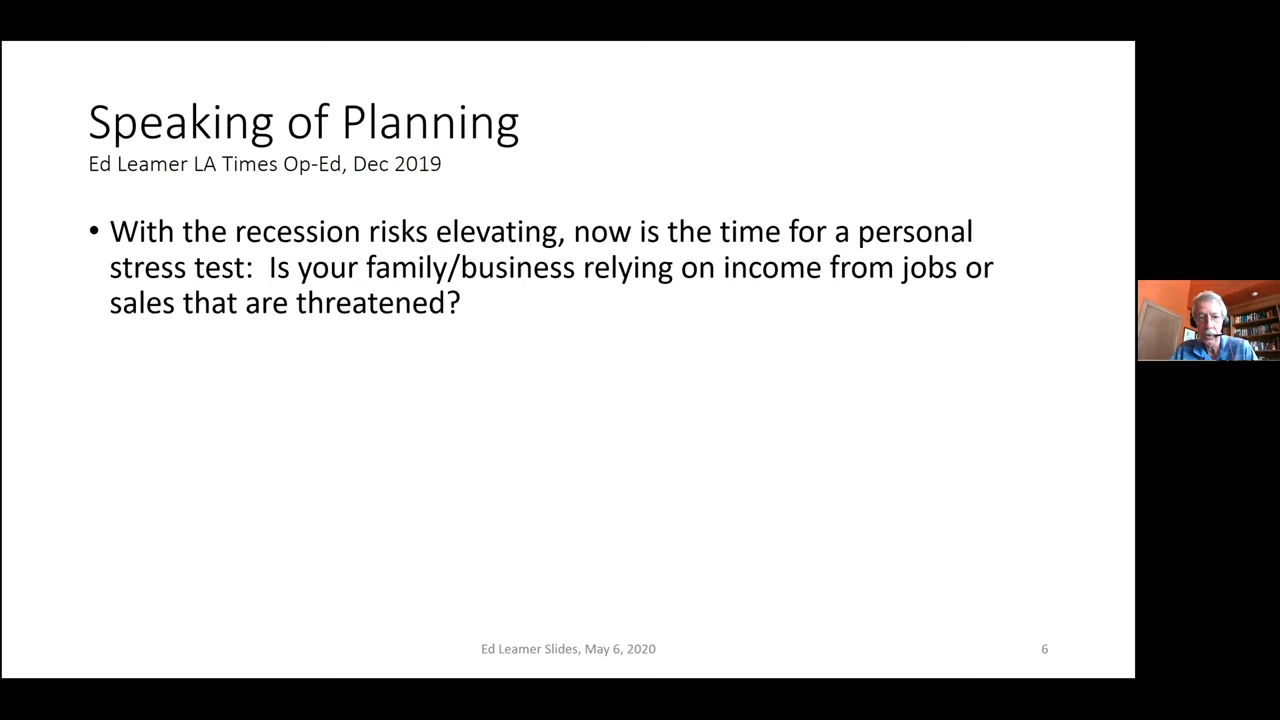 Speaking of Planning
Ed Leamer LA Times Op-Ed, Dec 2019
• With the recession risks elevating, now is the time for a personal
stress test:  Is your family/business relying on income from jobs or
sales that are threatened?
Ed Leamer Slides, May 6, 2020
6